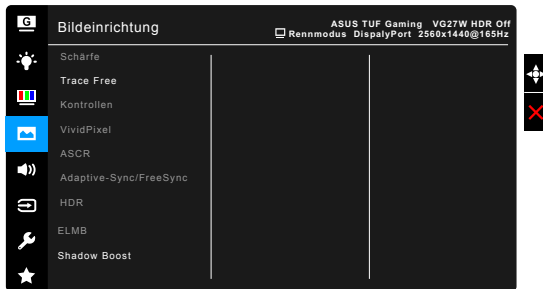 G
Bildeinrichtung
ASUS TUF Gaming VG27W HDR Off
Rennmodus DispalyPort 2560x1440@165Hz
Schärfe
Trace Free
Kontrollen
VividPixel
ASCR
Adaptive-Sync/FreeSync
HDR
ELMB
Shadow Boost